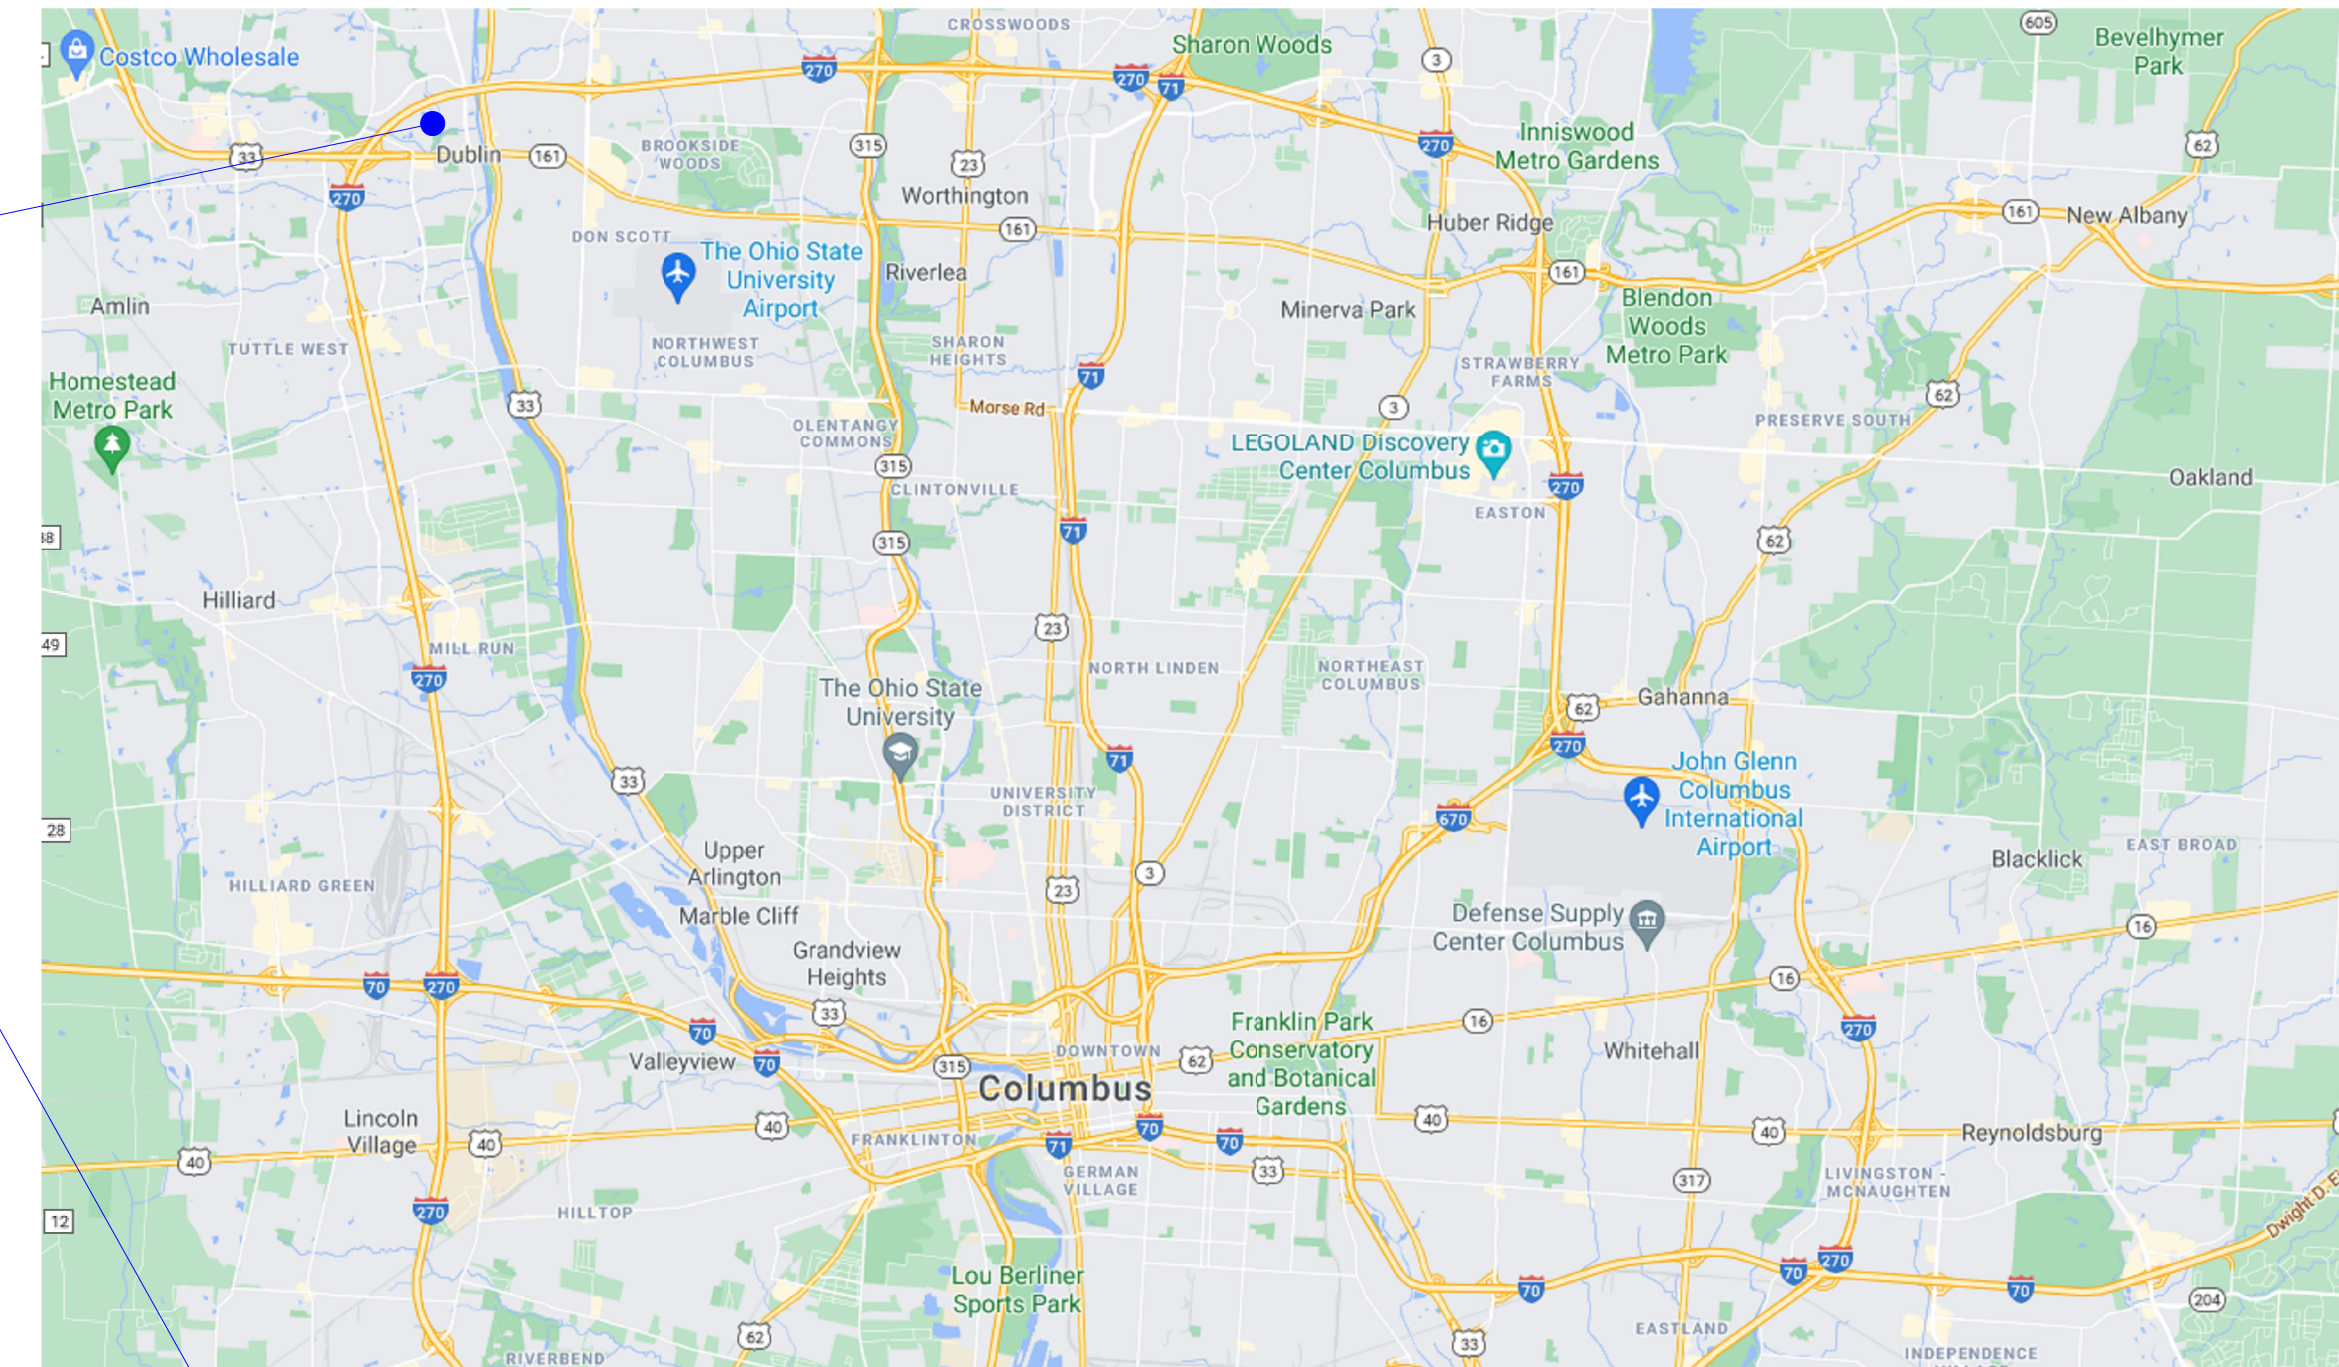 CROSSWOODS
605
Costco Wholesale
Sharon Woods
Bevelhymer
Park
3
270
270
71
33
Dublin
161
BROOKSIDE
WOODS
315
23
270
Inniswood
Metro Gardens
62
270
Worthington
161
Huber Ridge
161
New Albany
DON SCOTT
The Ohio State
University
Airport
Riverlea
161
Amlin
Minerva Park
Blendon
Woods
Metro Park
TUTTLE WEST
NORTHWEST
COLUMBUS
SHARON
HEIGHTS
71
STRAWBERRY
FARMS
Homestead
Metro Park
33
Morse Rd
3
62
OLENTANGY
COMMONS
PRESERVE SOUTH
LEGOLAND Discovery
Center Columbus
315
CLINTONVILLE
270
Oakland
EASTON
71
315
62
38
Hilliard
23
49
MILL RUN
270
NORTH LINDEN
NORTHEAST
COLUMBUS
The Ohio State
University
Gahanna
62
270
71
33
John Glenn
Columbus
International
Airport
UNIVERSITY
DISTRICT
670
28
Upper
Arlington
EAST BROAD
Blacklick
HILLIARD GREEN
3
23
Marble Cliff
Defense Supply
Center Columbus
16
Grandview
Heights
70
270
16
33
70
16
270
Franklin Park
Conservatory
and Botanical
Gardens
Valleyview
70
315
DOWNTOWN
62
Whitehall
Columbus
Lincoln
Village
40
40
40
40
40
FRANKLINTON
71
70
70
Reynoldsburg
33
GERMAN
VILLAGE
317
LIVINGSTON -
MCNAUGHTEN
12
270
HILLTOP
Dwight D. E
Lou Berliner
Sports Park
70
70
270
70
204
62
33
EASTLAND
RIVERBEND
INDEPENDENCE